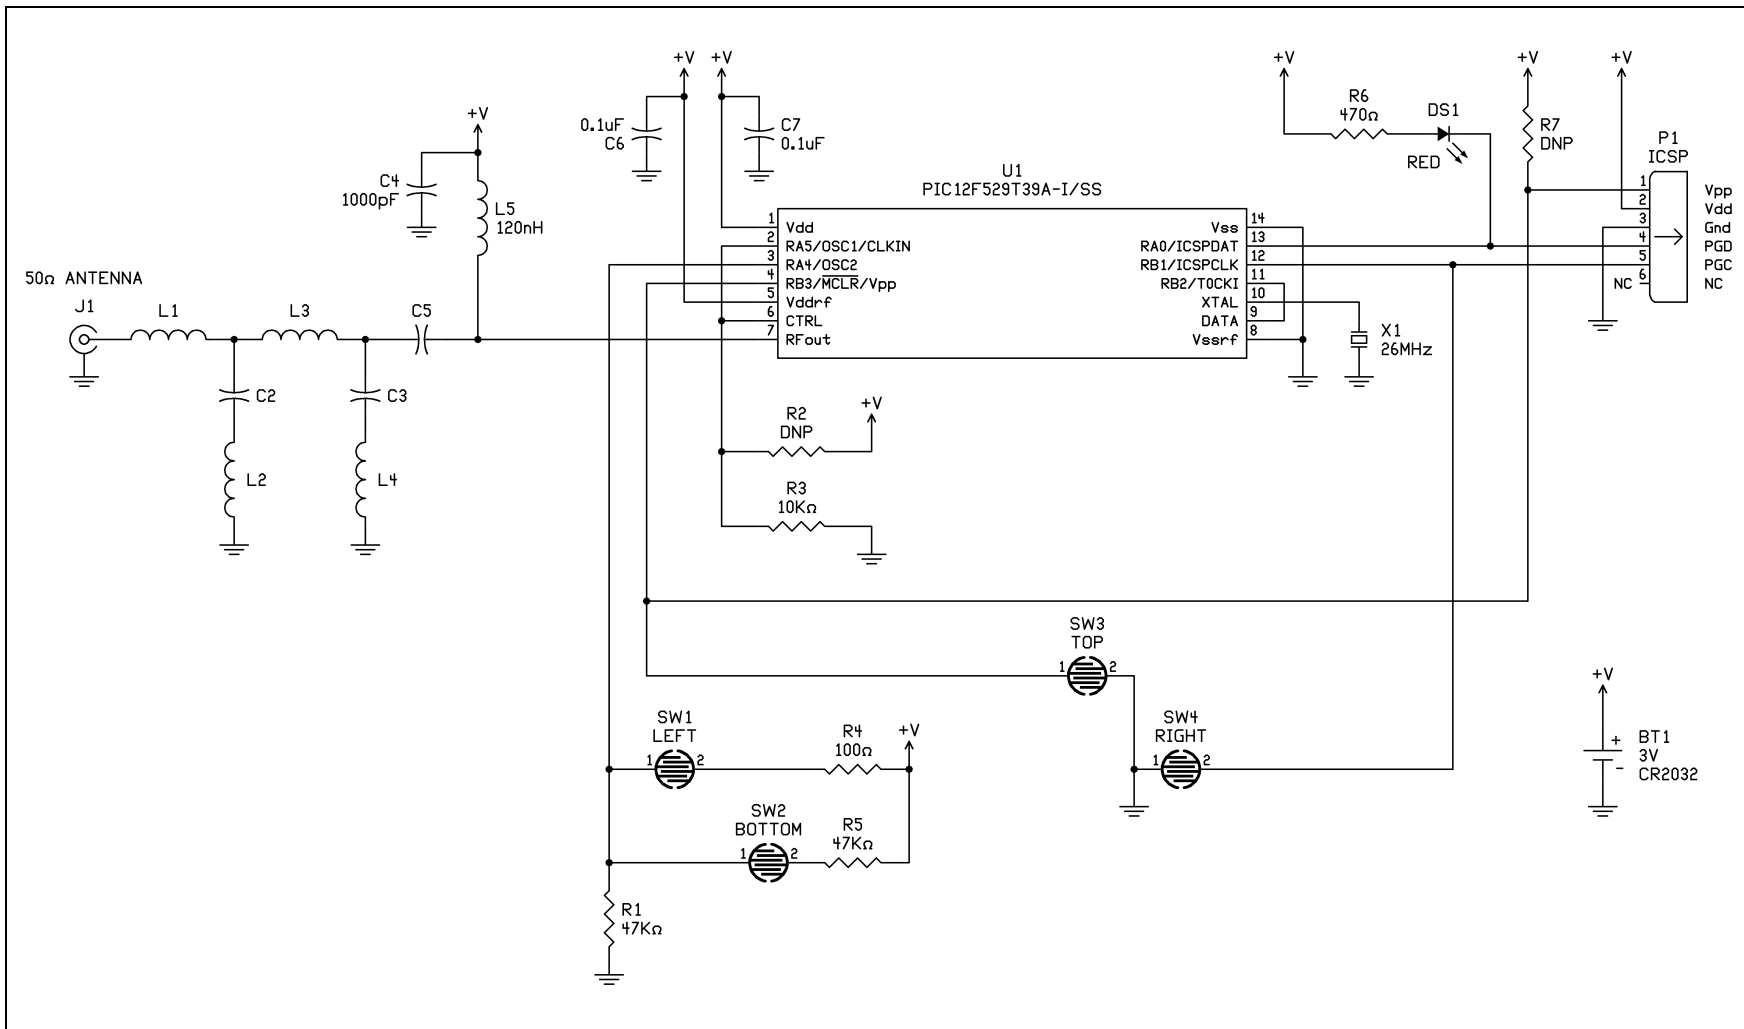 +V
+V
+V
+V
+V
+V
0.1uF
C6
C7
0.1uF
R6
470Ω
DS1
RED
R7
DNP
P1
ICSP
C4
1000pF
L5
120nH
U1
PIC12F529T39A-I/SS
1
2
3
4
5
6
7
Vdd
RA5/OSC1/CLKIN
RA4/OSC2
RB3/MCLR/Vpp
Vddrf
CTRL
RFout
Vss
RA0/ICSPDAT
RB1/ICSPCLK
RB2/T0CKI
XTAL
DATA
Vssrf
14
13
12
11
10
9
8
1
2
3
4
5
6
NC
Vpp
Vdd
Gnd
PGD
PGC
NC
50Ω ANTENNA
J1
L1
L3
C5
X1
26MHz
C2
C3
L2
L4
R2
DNP
+V
R3
10KΩ
SW3
TOP
1 2
SW1
LEFT
1 2
R4
100Ω
+V
SW4
RIGHT
1 2
+V
+
-
BT1
3V
CR2032
SW2
BOTTOM
1 2
R5
47KΩ
R1
47KΩ